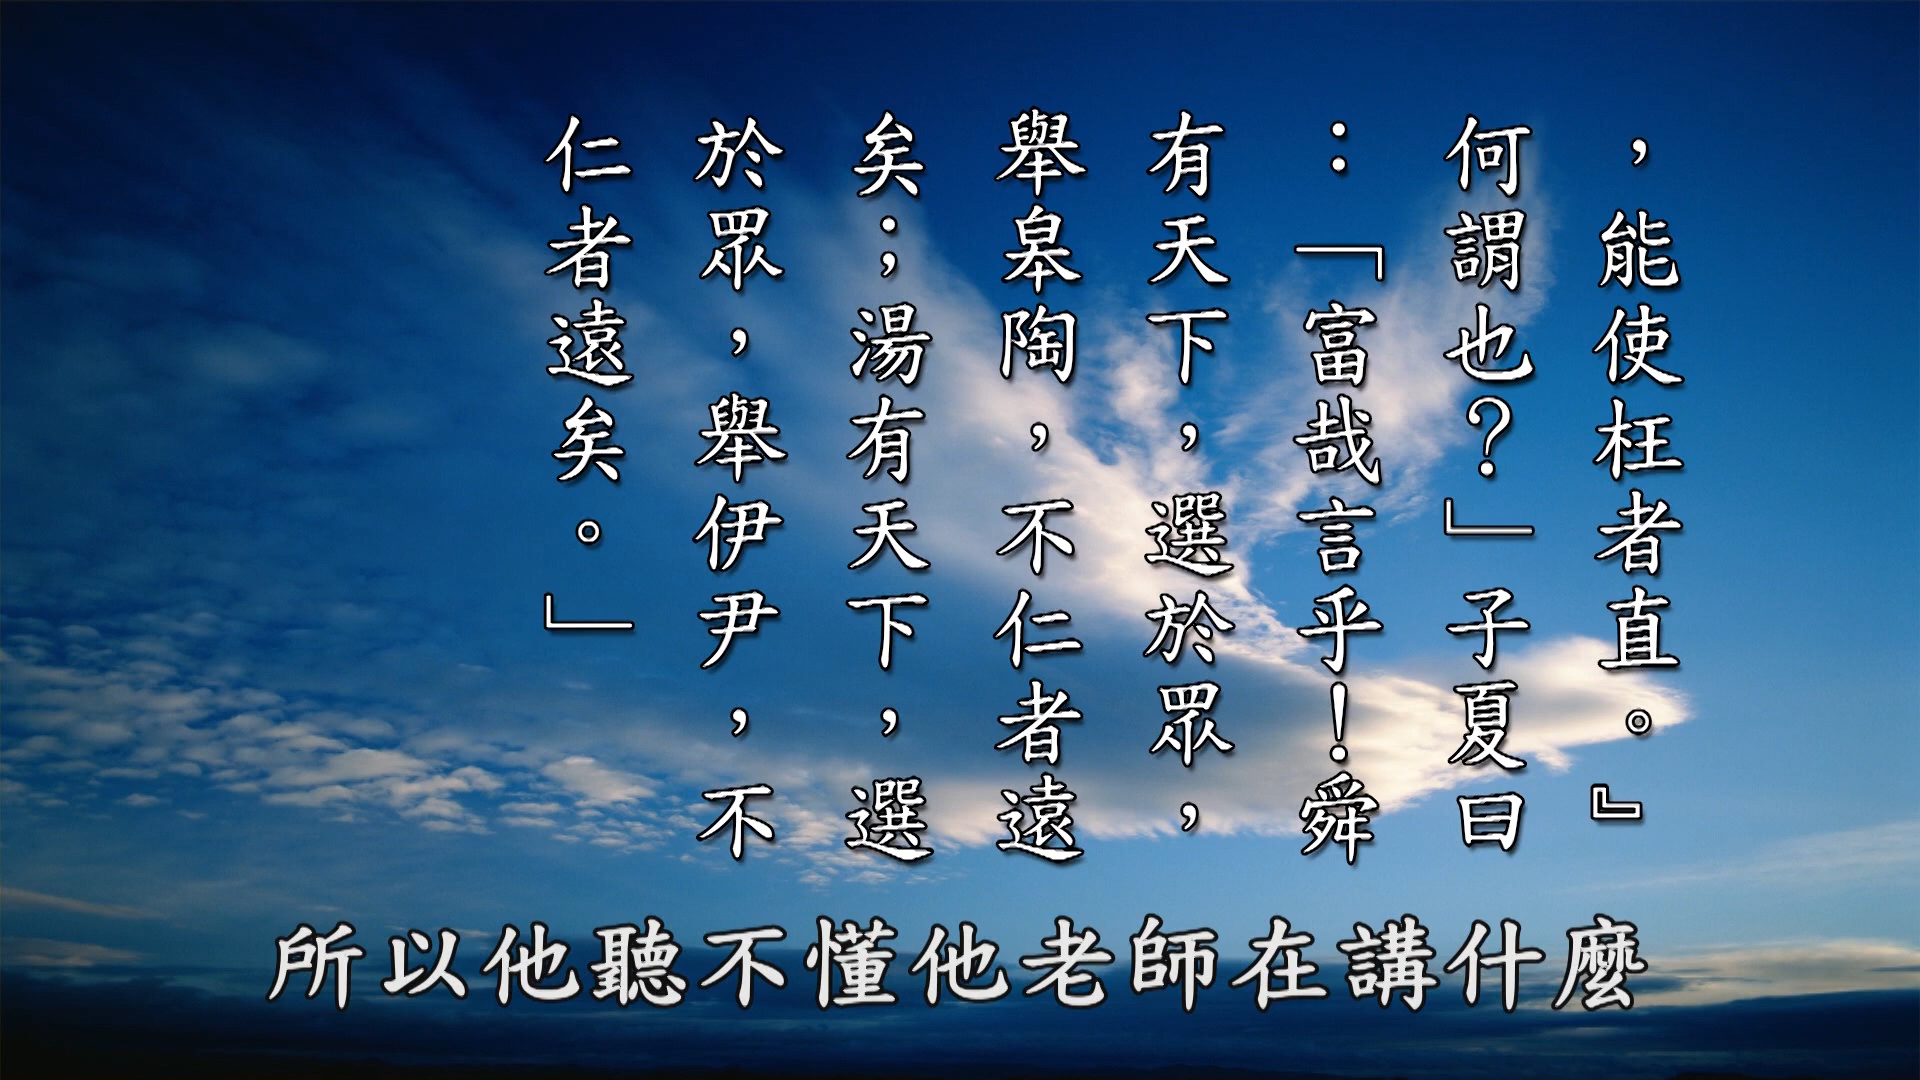 ，能使枉者直。』
何謂也？」子夏曰
：「富哉言乎！舜
有天下，選於眾，
舉皋陶，不仁者遠
矣；湯有天下，選
於眾，舉伊尹，不
仁者遠矣。」
所以他聽不懂他老師在講什麼